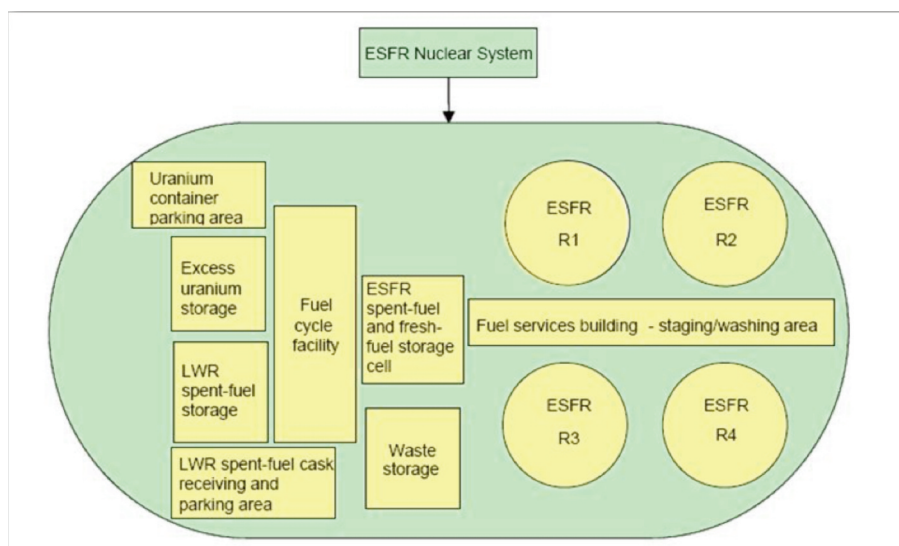 ESFR Nuclear System
Uranium
container
parking area
Excess
uranium
storage
LWR
spent-fuel
storage
LWR spent-fuel cask
receiving and
parking area
Fuel
cycle
facility
ESFR
spent-fuel
and fresh-
fuel storage
cell
Waste
storage
ESFR
R1
ESFR
R2
Fuel services building - staging/washing area
ESFR
R3
ESFR
R4